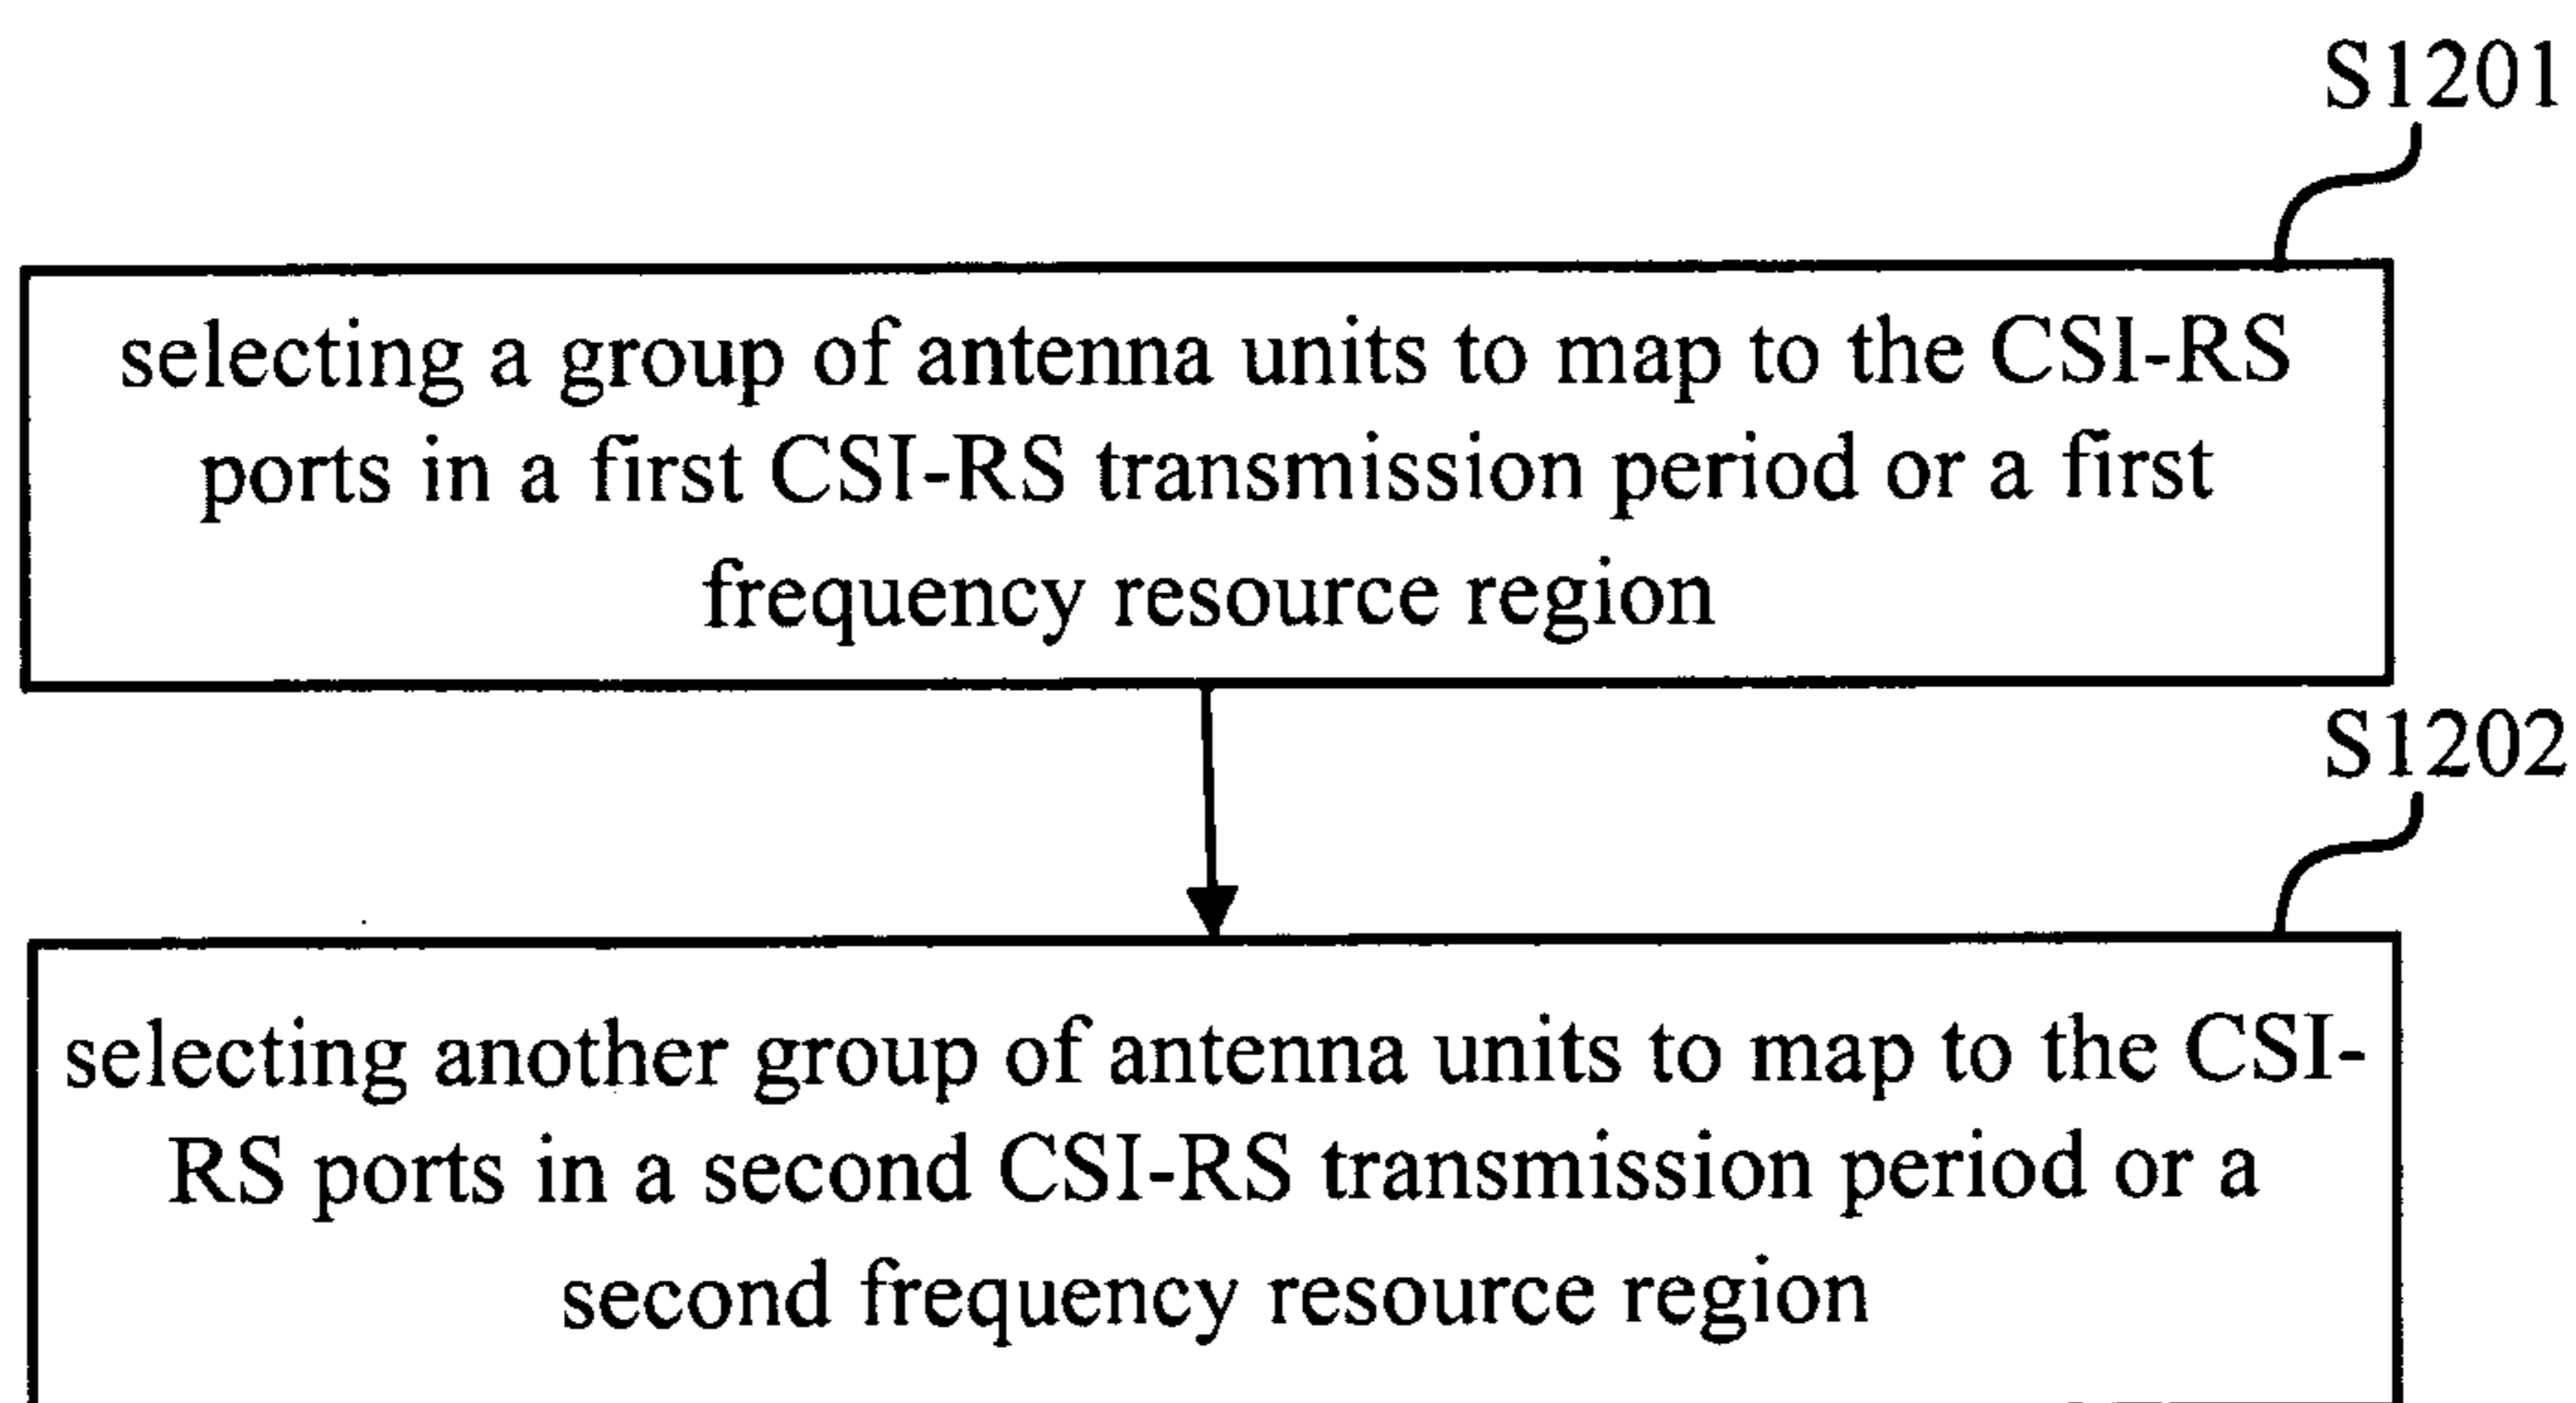 S1201
selecting a group of antenna units to map to the CSI-RS
ports in a first CSI-RS transmission period or a first
frequency resource region
S1202
selecting another group of antenna units to map to the CSI-
RS ports in a second CSI-RS transmission period or a
second frequency resource region